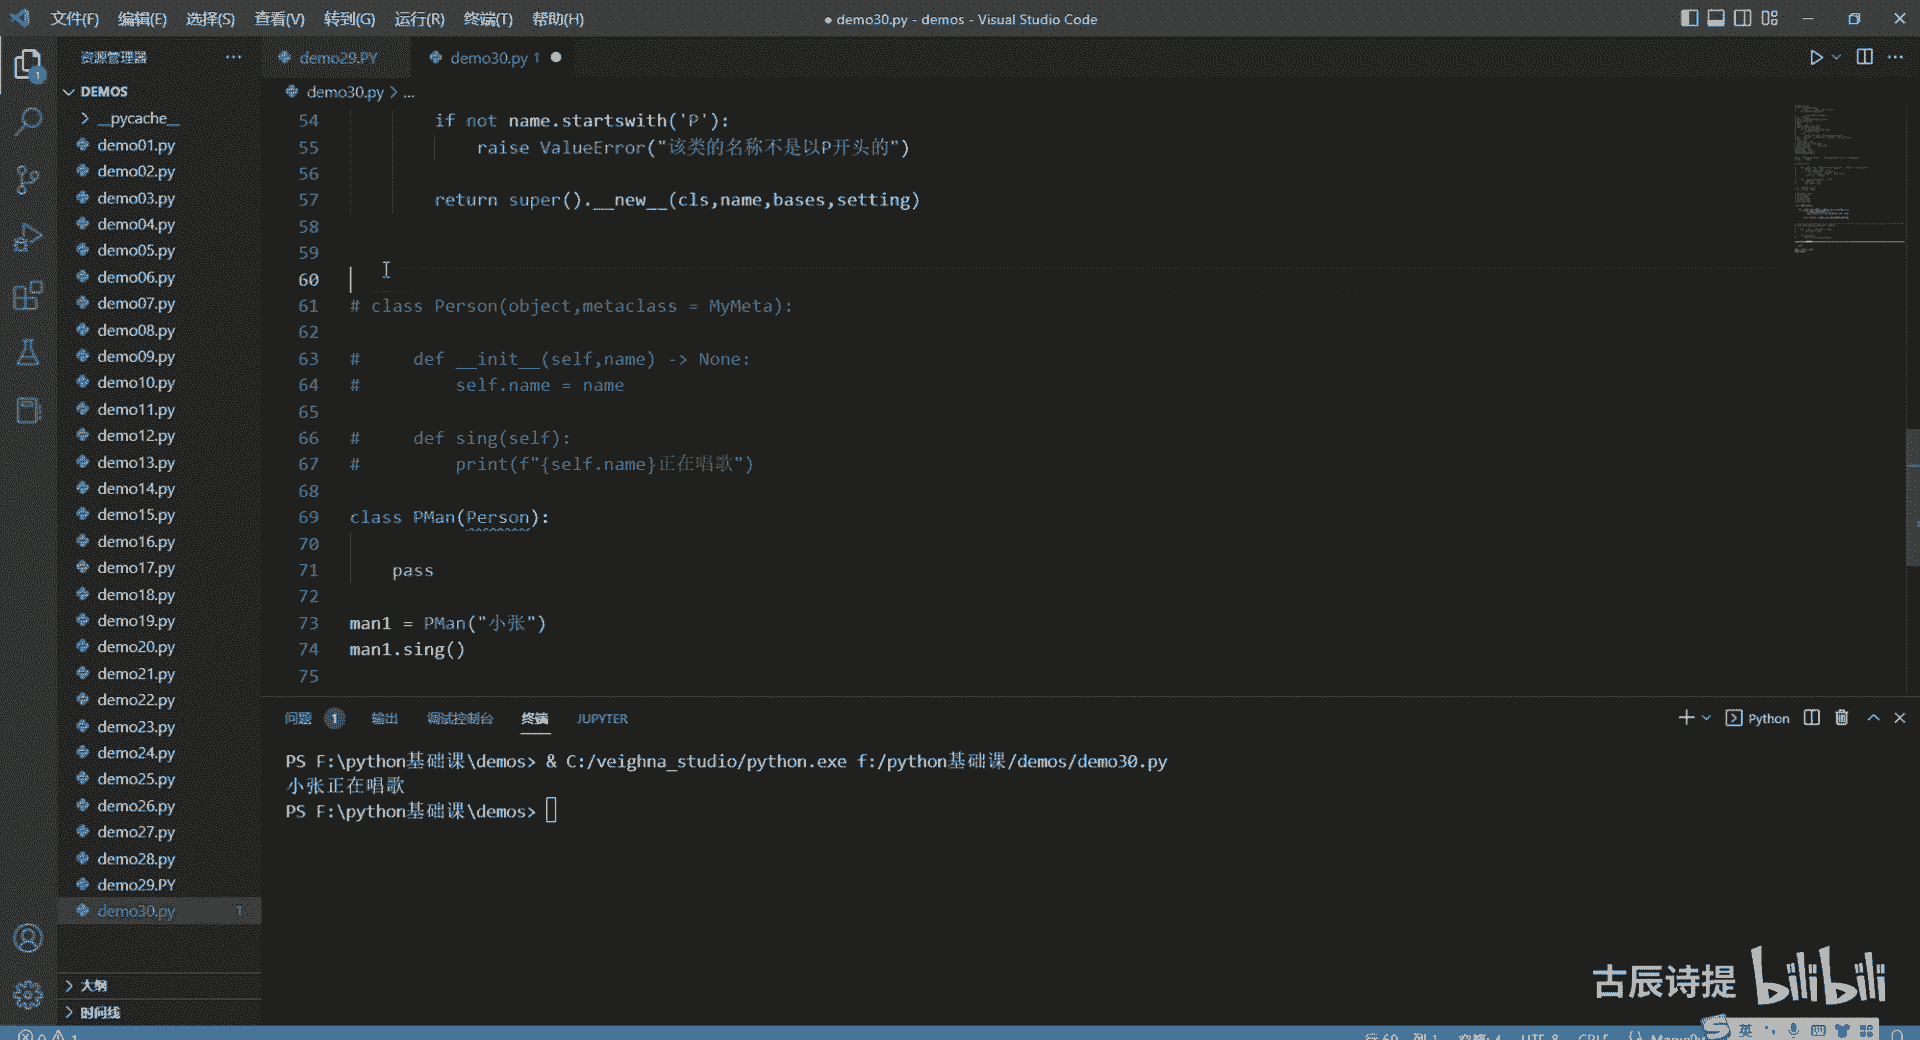 文件(F) 编辑(E) 选择(S) 查看(V) 转到(G) 运行(R) 终端(T) 帮助(H) ● demo30.py - demos - Visual Studio Code
资源管理器
demo29.PY
demo30.py 1
DEMOS
demo30.py > ...
__pycache__
demo01.py
demo02.py
demo03.py
demo04.py
demo05.py
demo06.py
demo07.py
demo08.py
demo09.py
demo10.py
demo11.py
demo12.py
demo13.py
demo14.py
demo15.py
demo16.py
demo17.py
demo18.py
demo19.py
demo20.py
demo21.py
demo22.py
demo23.py
demo24.py
demo25.py
demo26.py
demo27.py
demo28.py
demo29.PY
demo30.py 1
大纲
时间线
54 if not name.startswith('P'):
55 raise ValueError("该类的名称不是以P开头的")
56
57 return super().__new__(cls,name,bases,setting)
58
59
60
61 # class Person(object,metaclass = MyMeta):
62
63 # def __init__(self,name) -> None:
64 # self.name = name
65
66 # def sing(self):
67 # print(f"{self.name}正在唱歌")
68
69 class PMan(Person):
70
71 pass
72
73 man1 = PMan("小张")
74 man1.sing()
75
问题 1 输出 调试控制台 终端 JUPYTER
Python
PS F:\python基础课\demos> & C:/veighna_studio/python.exe f:/python基础课/demos/demo30.py
小张正在唱歌
PS F:\python基础课\demos>
古辰诗提 bilibili
英